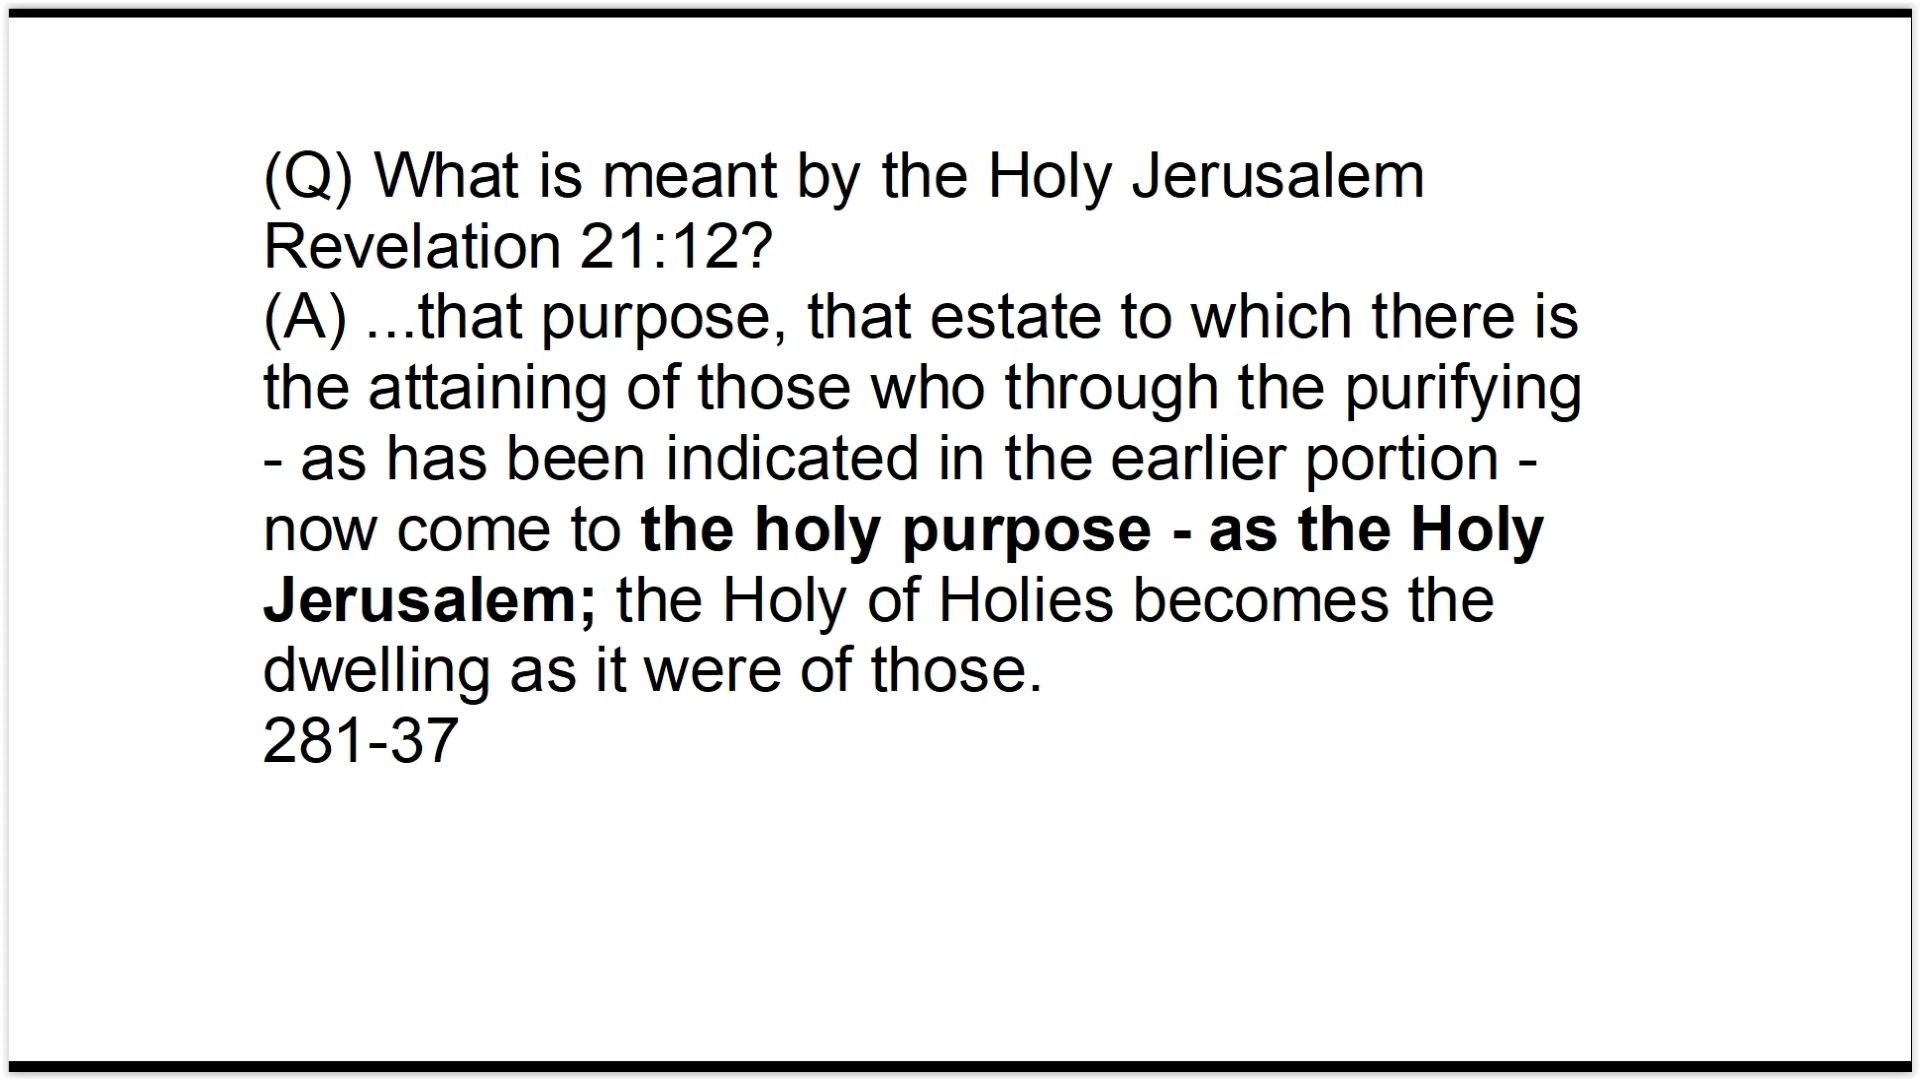 (Q) What is meant by the Holy Jerusalem
Revelation 21:12?
(A) ...that purpose, that estate to which there is
the attaining of those who through the purifying
- as has been indicated in the earlier portion -
now come to the holy purpose - as the Holy
Jerusalem; the Holy of Holies becomes the
dwelling as it were of those.
281-37